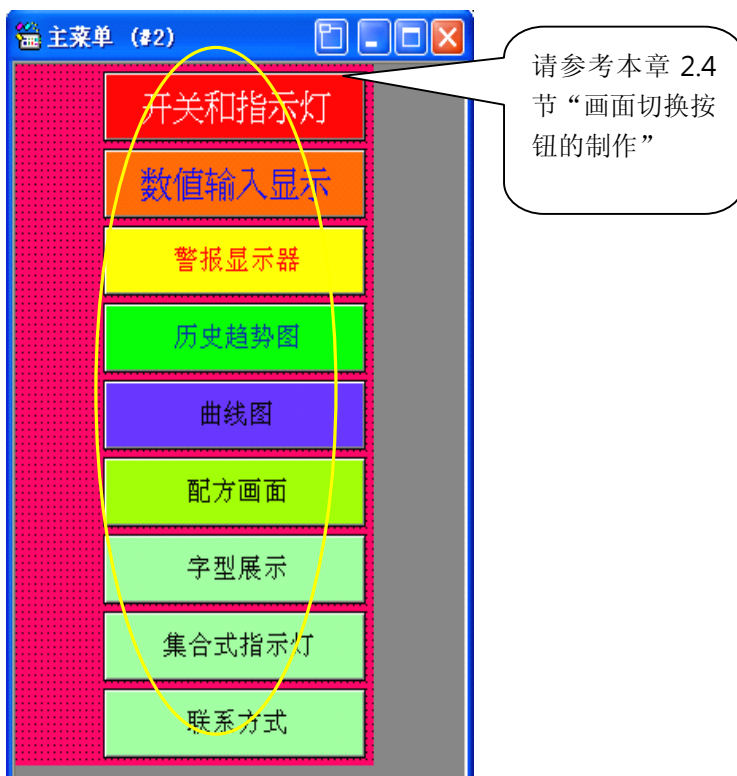 主菜单 (#2)
请参考本章 2.4
节“画面切换按
钮的制作”
开关和指示灯
数值输入显示
警报显示器
历史趋势图
曲线图
配方画面
字型展示
集合式指示灯
联系方式